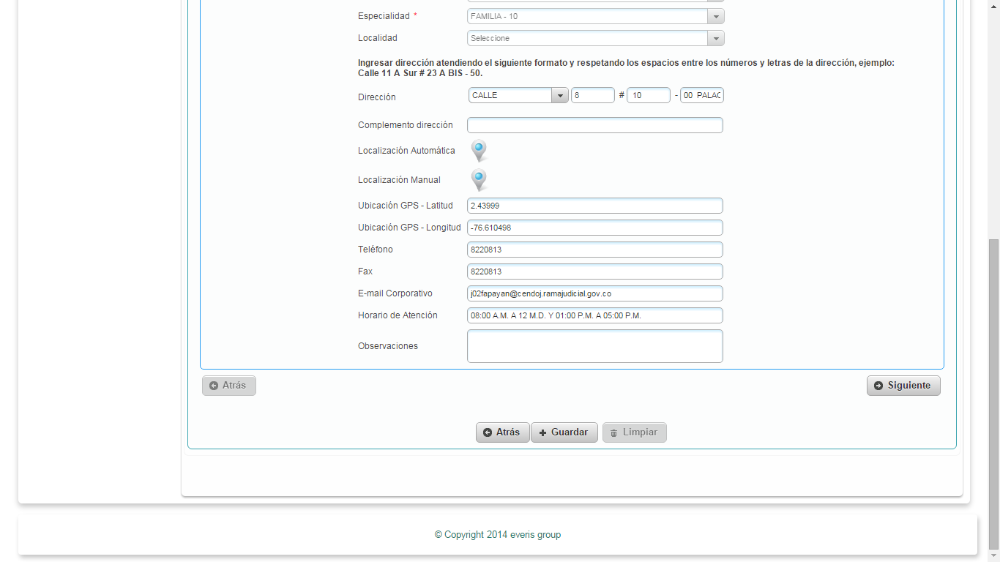 Especialidad * FAMILIA - 10
Localidad Seleccione
Ingresar dirección atendiendo el siguiente formato y respetando los espacios entre los números y letras de la dirección, ejemplo:
Calle 11 A Sur # 23 A BIS - 50.
Dirección CALLE 8 # 10 - 00 PALAC
Complemento dirección
Localización Automática
Localización Manual
Ubicación GPS - Latitud 2.43999
Ubicación GPS - Longitud -76.610498
Teléfono 8220813
Fax 8220813
E-mail Corporativo j02fapayan@cendoj.ramajudicial.gov.co
Horario de Atención 08:00 A.M. A 12 M.D. Y 01:00 P.M. A 05:00 P.M.
Observaciones
Atrás Siguiente
Atrás Guardar Limpiar
© Copyright 2014 everis group